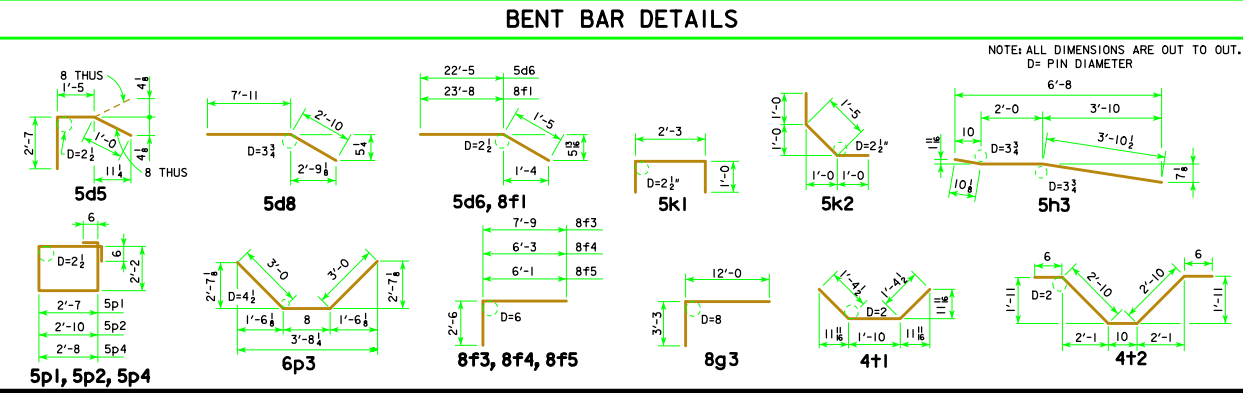 BENT BAR DETAILS
NOTE: ALL DIMENSIONS ARE OUT TO OUT.
D= PIN DIAMETER
8 THUS
1'-5
4 1/8
2'-7
D=2 1/2
1'-0
4 1/8
11 1/4
8 THUS
5d5
7'-11
2'-10
D=3 3/4
5 1/4
2'-9 1/8
5d8
22'-5 5d6
23'-8 8f1
1'-5
D=2 1/2
5 13/16
1'-4
5d6, 8f1
2'-3
D=2 1/2"
1'-0
5k1
1'-0
1'-0
1'-5
D=2 1/2"
1'-0 1'-0
5k2
6'-8
2'-0 3'-10
10
D=3 3/4
3'-10 1/2
1 11/16
10 1/8
D=3 3/4
7 1/8
5h3
6
D=2 1/2
6
2'-2
2'-7 5p1
2'-10 5p2
2'-8 5p4
5p1, 5p2, 5p4
3'-0 3'-0
2'-7 1/8
D=4 1/2
2'-7 1/8
1'-6 1/8 8 1'-6 1/8
3'-8 1/4
6p3
7'-9 8f3
6'-3 8f4
6'-1 8f5
2'-6
D=6
8f3, 8f4, 8f5
12'-0
3'-3
D=8
8g3
1'-4 1/2 1'-4 1/2
D=2
11 11/16
11 11/16 1'-10 11 11/16
4t1
6 6
2'-10 2'-10
D=2
1'-11 1'-11
2'-1 10 2'-1
4t2